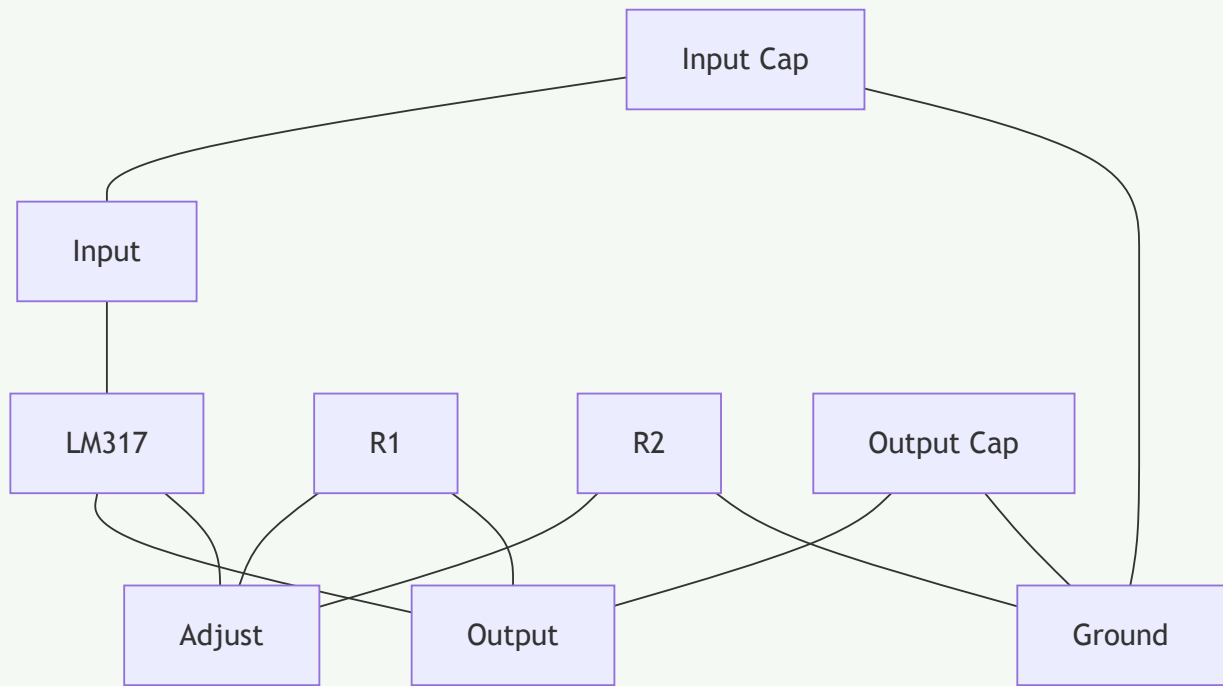 Input Cap
Input
LM317
R1
R2
Output Cap
Adjust
Output
Ground